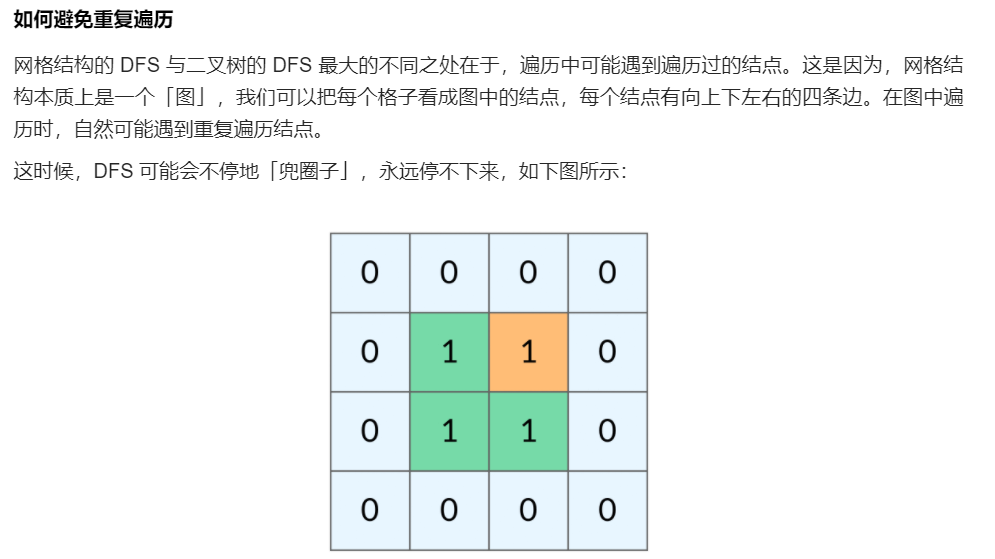 如何避免重复遍历
网格结构的 DFS 与二叉树的 DFS 最大的不同之处在于，遍历中可能遇到遍历过的结点。这是因为，网格结
构本质上是一个「图」，我们可以把每个格子看成图中的结点，每个结点有向上下左右的四条边。在图中遍
历时，自然可能遇到重复遍历结点。
这时候，DFS 可能会不停地「兜圈子」，永远停不下来，如下图所示：
0 0 0 0
0 1 1 0
0 1 1 0
0 0 0 0